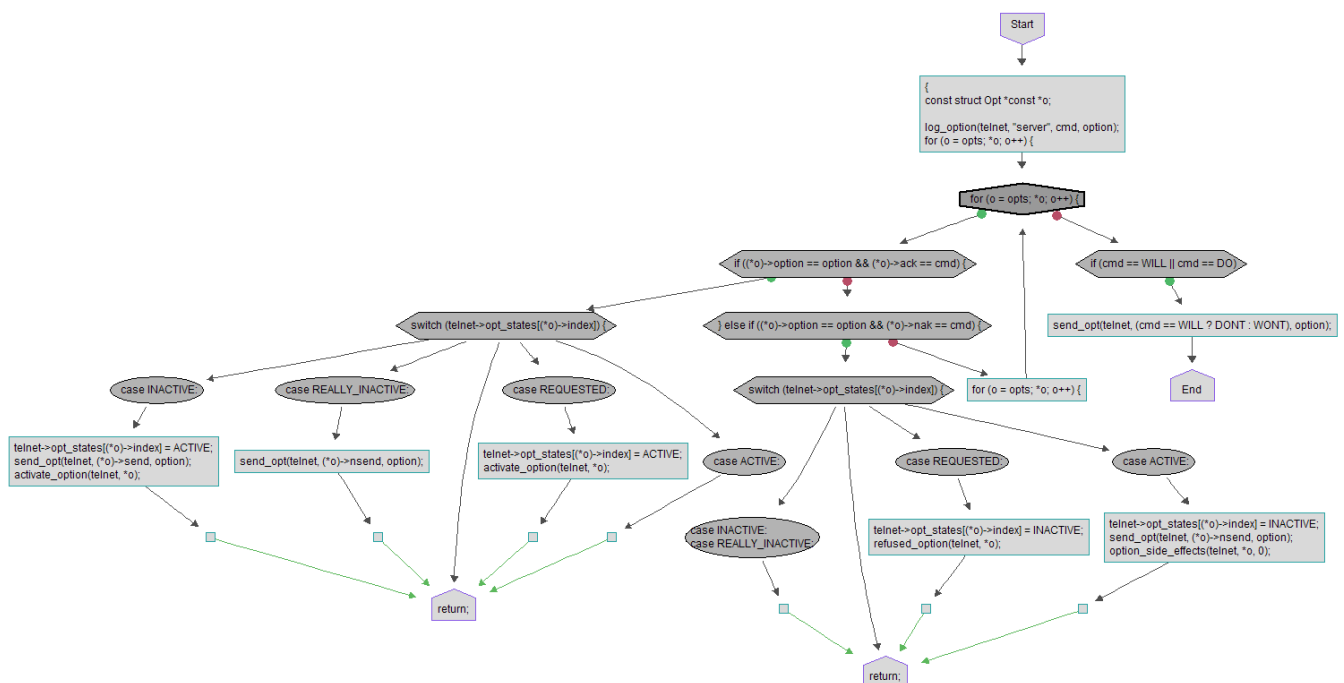 Start
{
const struct Opt *const *o;
log_option(telnet, "server", cmd, option);
for (o = opts; *o; o++) {
for (o = opts; *o; o++) {
if ((*o)->option == option && (*o)->ack == cmd) {
if (cmd == WILL || cmd == DO)
switch (telnet->opt_states[(*o)->index]) {
} else if ((*o)->option == option && (*o)->nak == cmd) {
send_opt(telnet, (cmd == WILL ? DONT : WONT), option);
case INACTIVE:
case REALLY_INACTIVE:
case REQUESTED:
switch (telnet->opt_states[(*o)->index]) {
for (o = opts; *o; o++) {
End
telnet->opt_states[(*o)->index] = ACTIVE;
send_opt(telnet, (*o)->send, option);
activate_option(telnet, *o);
send_opt(telnet, (*o)->nsend, option);
telnet->opt_states[(*o)->index] = ACTIVE;
activate_option(telnet, *o);
case ACTIVE:
case REQUESTED:
case ACTIVE:
case INACTIVE:
case REALLY_INACTIVE:
telnet->opt_states[(*o)->index] = INACTIVE;
refused_option(telnet, *o);
telnet->opt_states[(*o)->index] = INACTIVE;
send_opt(telnet, (*o)->nsend, option);
option_side_effects(telnet, *o, 0);
return;
return;